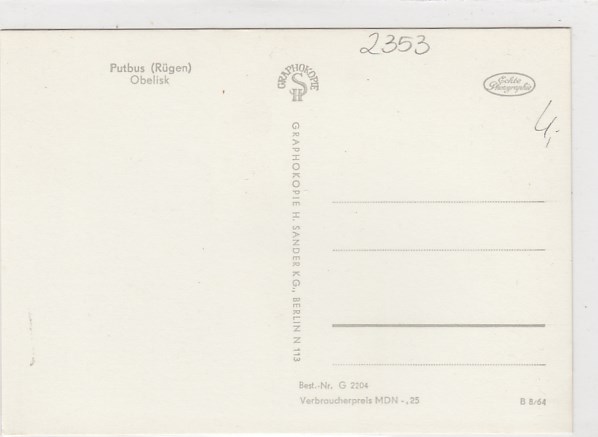 2353
Putbus (Rügen)
Obelisk
GRAPHOKOPIE
H S
Echte
Photographie
4,-
GRAPHOKOPIE H. SANDER KG., BERLIN N 113
Best.-Nr. G 2204
Verbraucherpreis MDN -,25
B 8/64